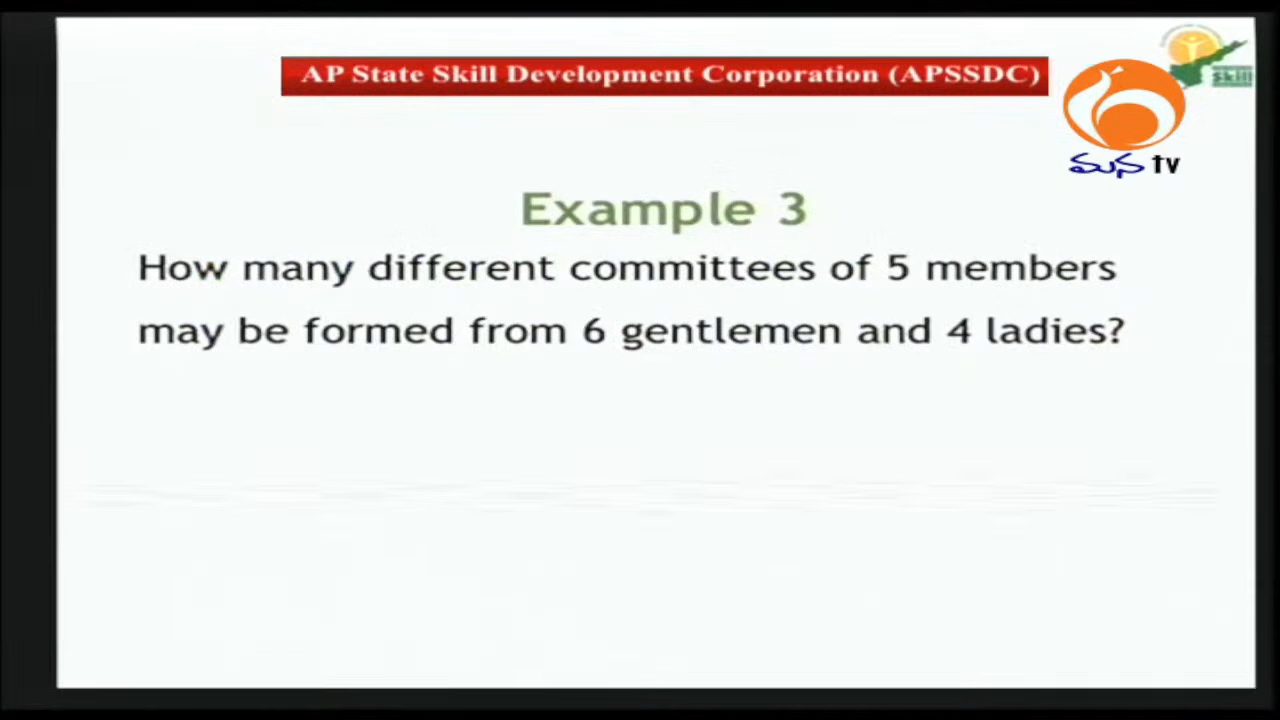 AP State Skill Development Corporation (APSSDC)
Skill
మన tv
Example 3
How many different committees of 5 members
may be formed from 6 gentlemen and 4 ladies?